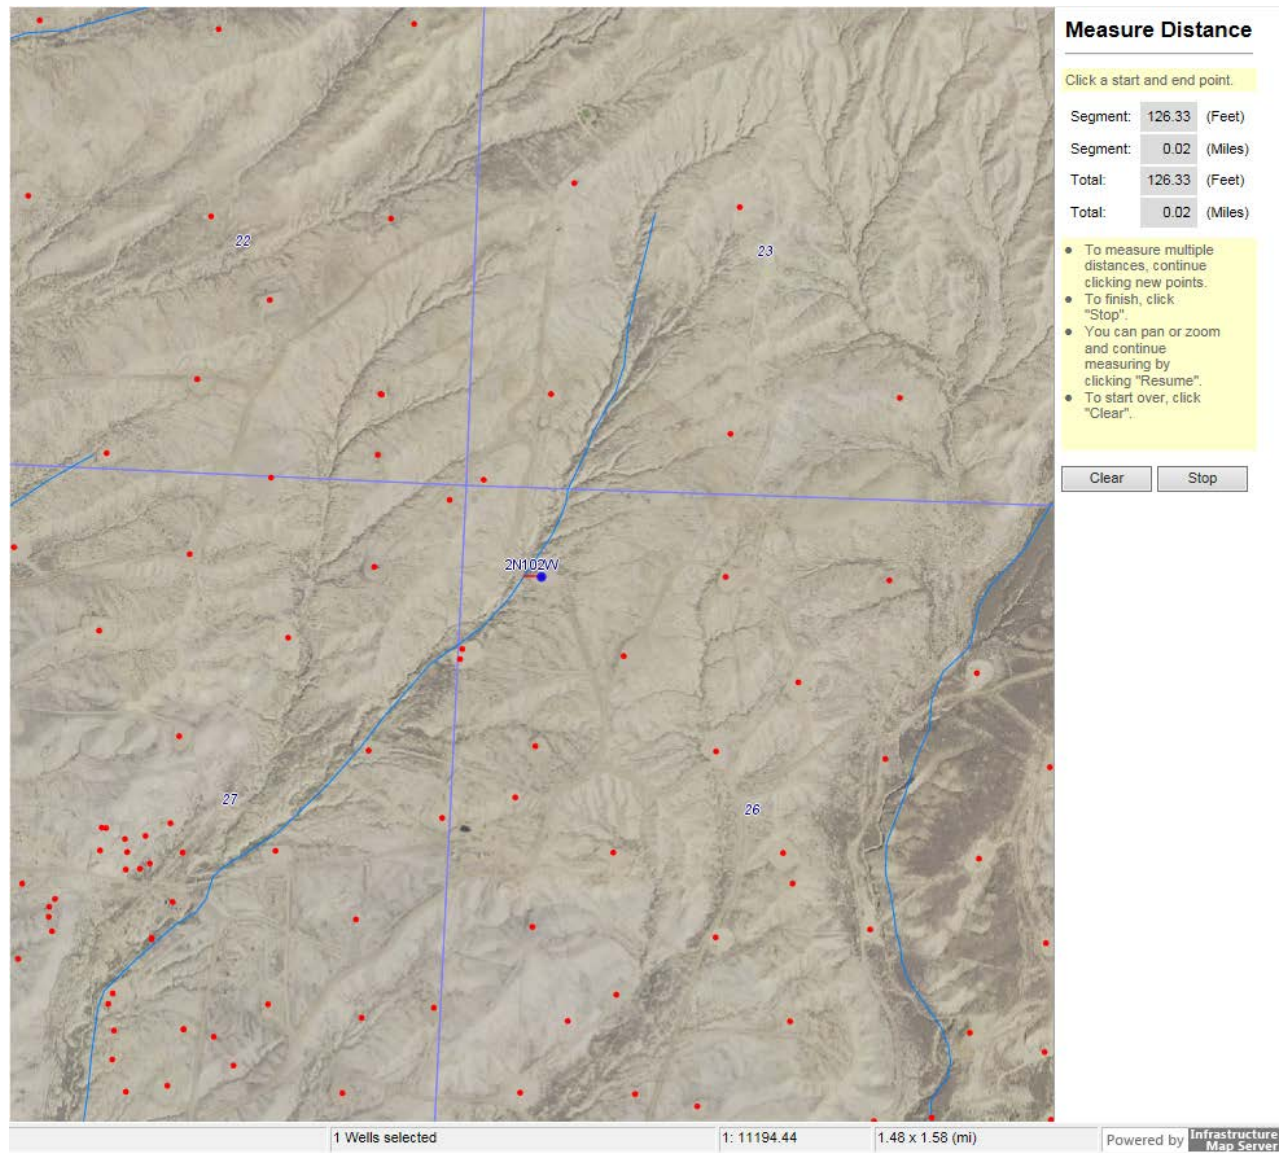 Measure Distance
Click a start and end point.
Segment: 126.33 (Feet)
Segment: 0.02 (Miles)
Total: 126.33 (Feet)
Total: 0.02 (Miles)
• To measure multiple
distances, continue
clicking new points.
• To finish, click
"Stop".
• You can pan or zoom
and continue
measuring by
clicking "Resume".
• To start over, click
"Clear".
Clear Stop
22
23
2N102W
27
26
1 Wells selected
1: 11194.44
1.48 x 1.58 (mi)
Powered by Infrastructure
Map Server